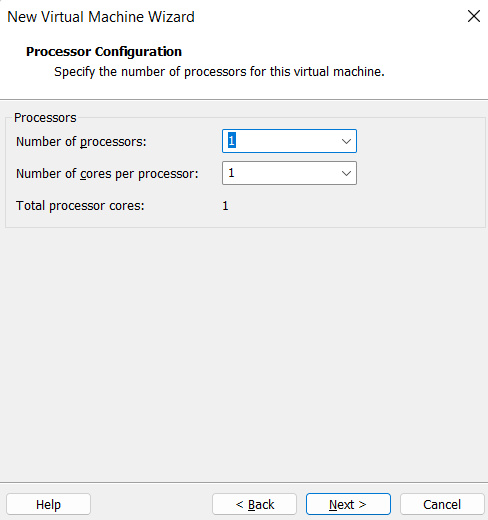 New Virtual Machine Wizard
Processor Configuration
Specify the number of processors for this virtual machine.
Processors
Number of processors: 1
Number of cores per processor: 1
Total processor cores: 1
Help < Back Next > Cancel